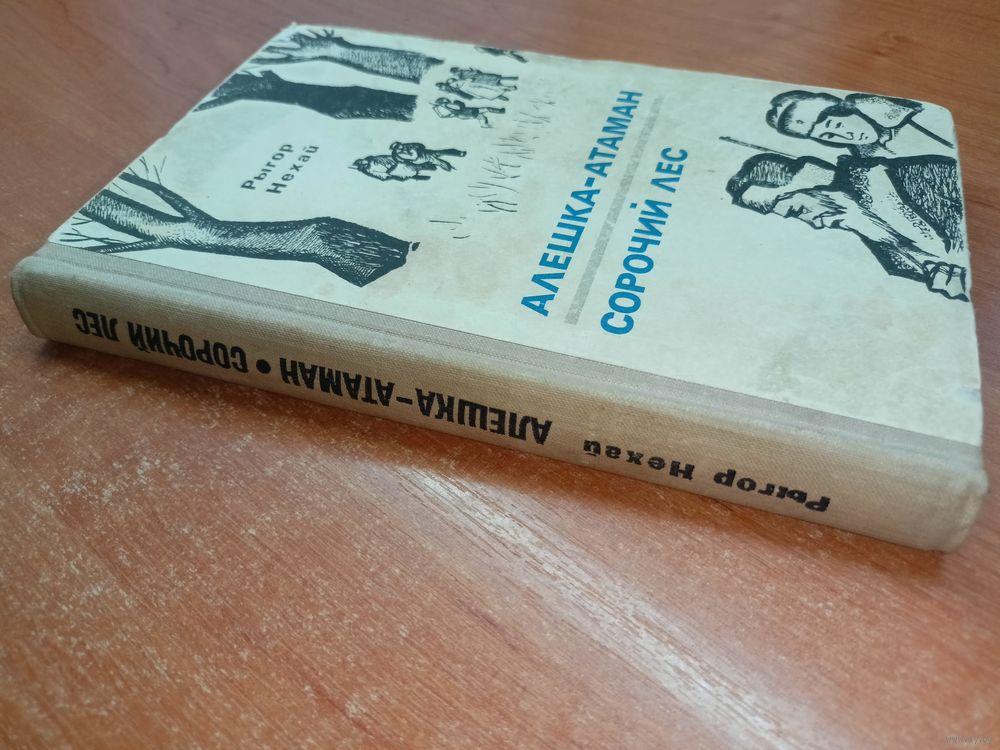 Рыгор
Нехай
АЛЕШКА-АТАМАН
СОРОЧИЙ ЛЕС
Рыгор Нехай АЛЕШКА-АТАМАН • СОРОЧИЙ ЛЕС